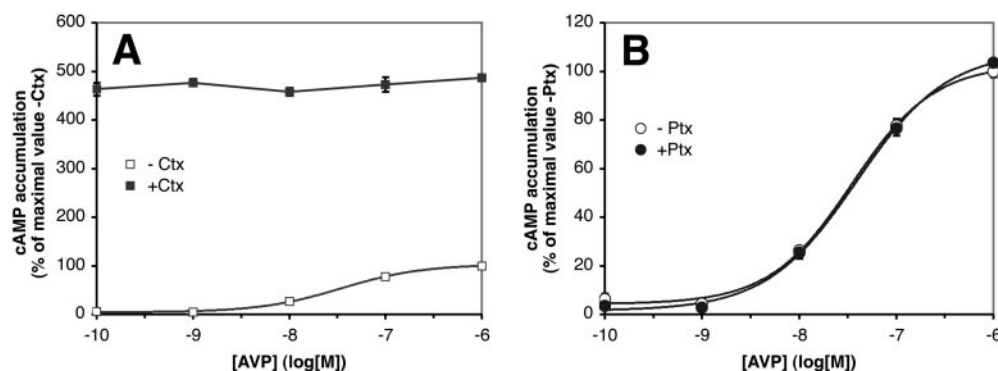 A
cAMP accumulation
(% of maximal value -Ctx)
600
500
400
300
200
100
0
- Ctx
+Ctx
-10
-9
-8
-7
-6
[AVP] (log[M])
B
cAMP accumulation
(% of maximal value -Ptx)
120
100
80
60
40
20
0
- Ptx
+Ptx
-10
-9
-8
-7
-6
[AVP] (log[M])